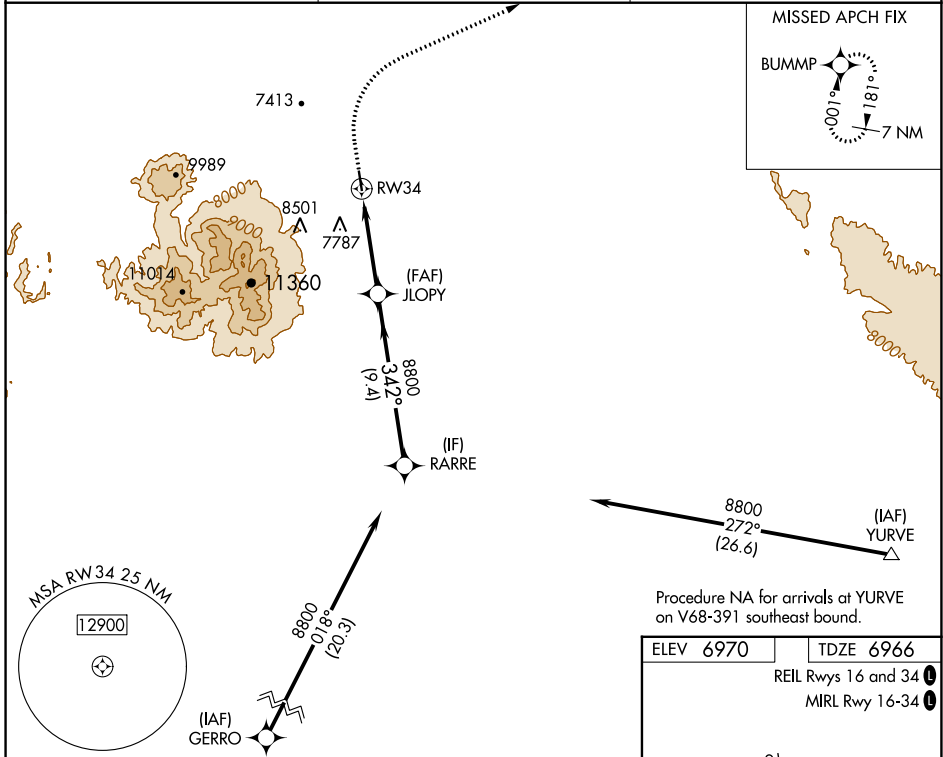 MISSED APCH FIX
BUMMP
001°
181°
7 NM
7413
9989
8000
9000
8501
7787
RW34
11014
11360
(FAF)
JLOPY
8800
342°
(9.4)
(IF)
RARRE
8000
8800
272°
(26.6)
(IAF)
YURVE
MSA RW34 25 NM
12900
8800
018°
(20.3)
(IAF)
GERRO
Procedure NA for arrivals at YURVE
on V68-391 southeast bound.
ELEV 6970
TDZE 6966
REIL Rwys 16 and 34 L
MIRL Rwy 16-34 L